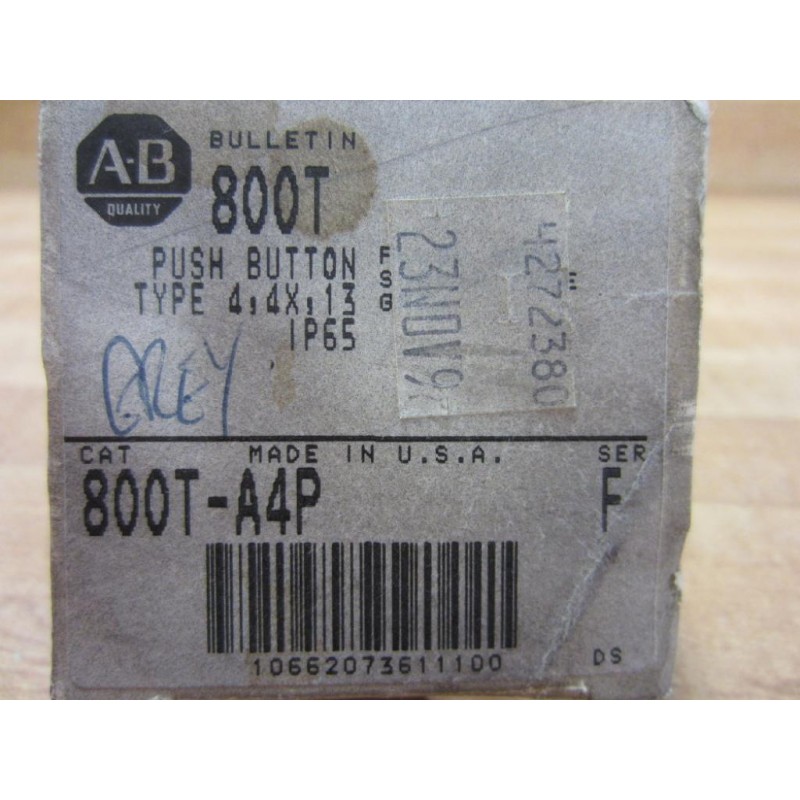 A-B
QUALITY
BULLETIN
800T
PUSH BUTTON
TYPE 4,4X,13
IP65
FSG
23NOV9
4272380
GREY
CAT MADE IN U.S.A. SER
800T-A4P F
10662073611100
DS